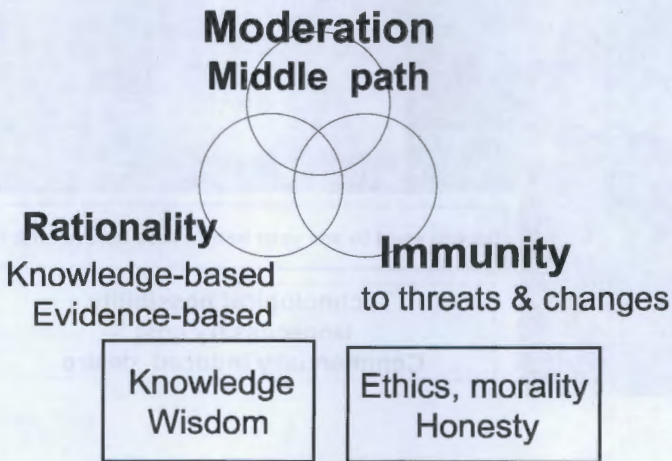 Moderation
Middle path
Rationality
Knowledge-based
Evidence-based
Immunity
to threats & changes
Knowledge
Wisdom
Ethics, morality
Honesty